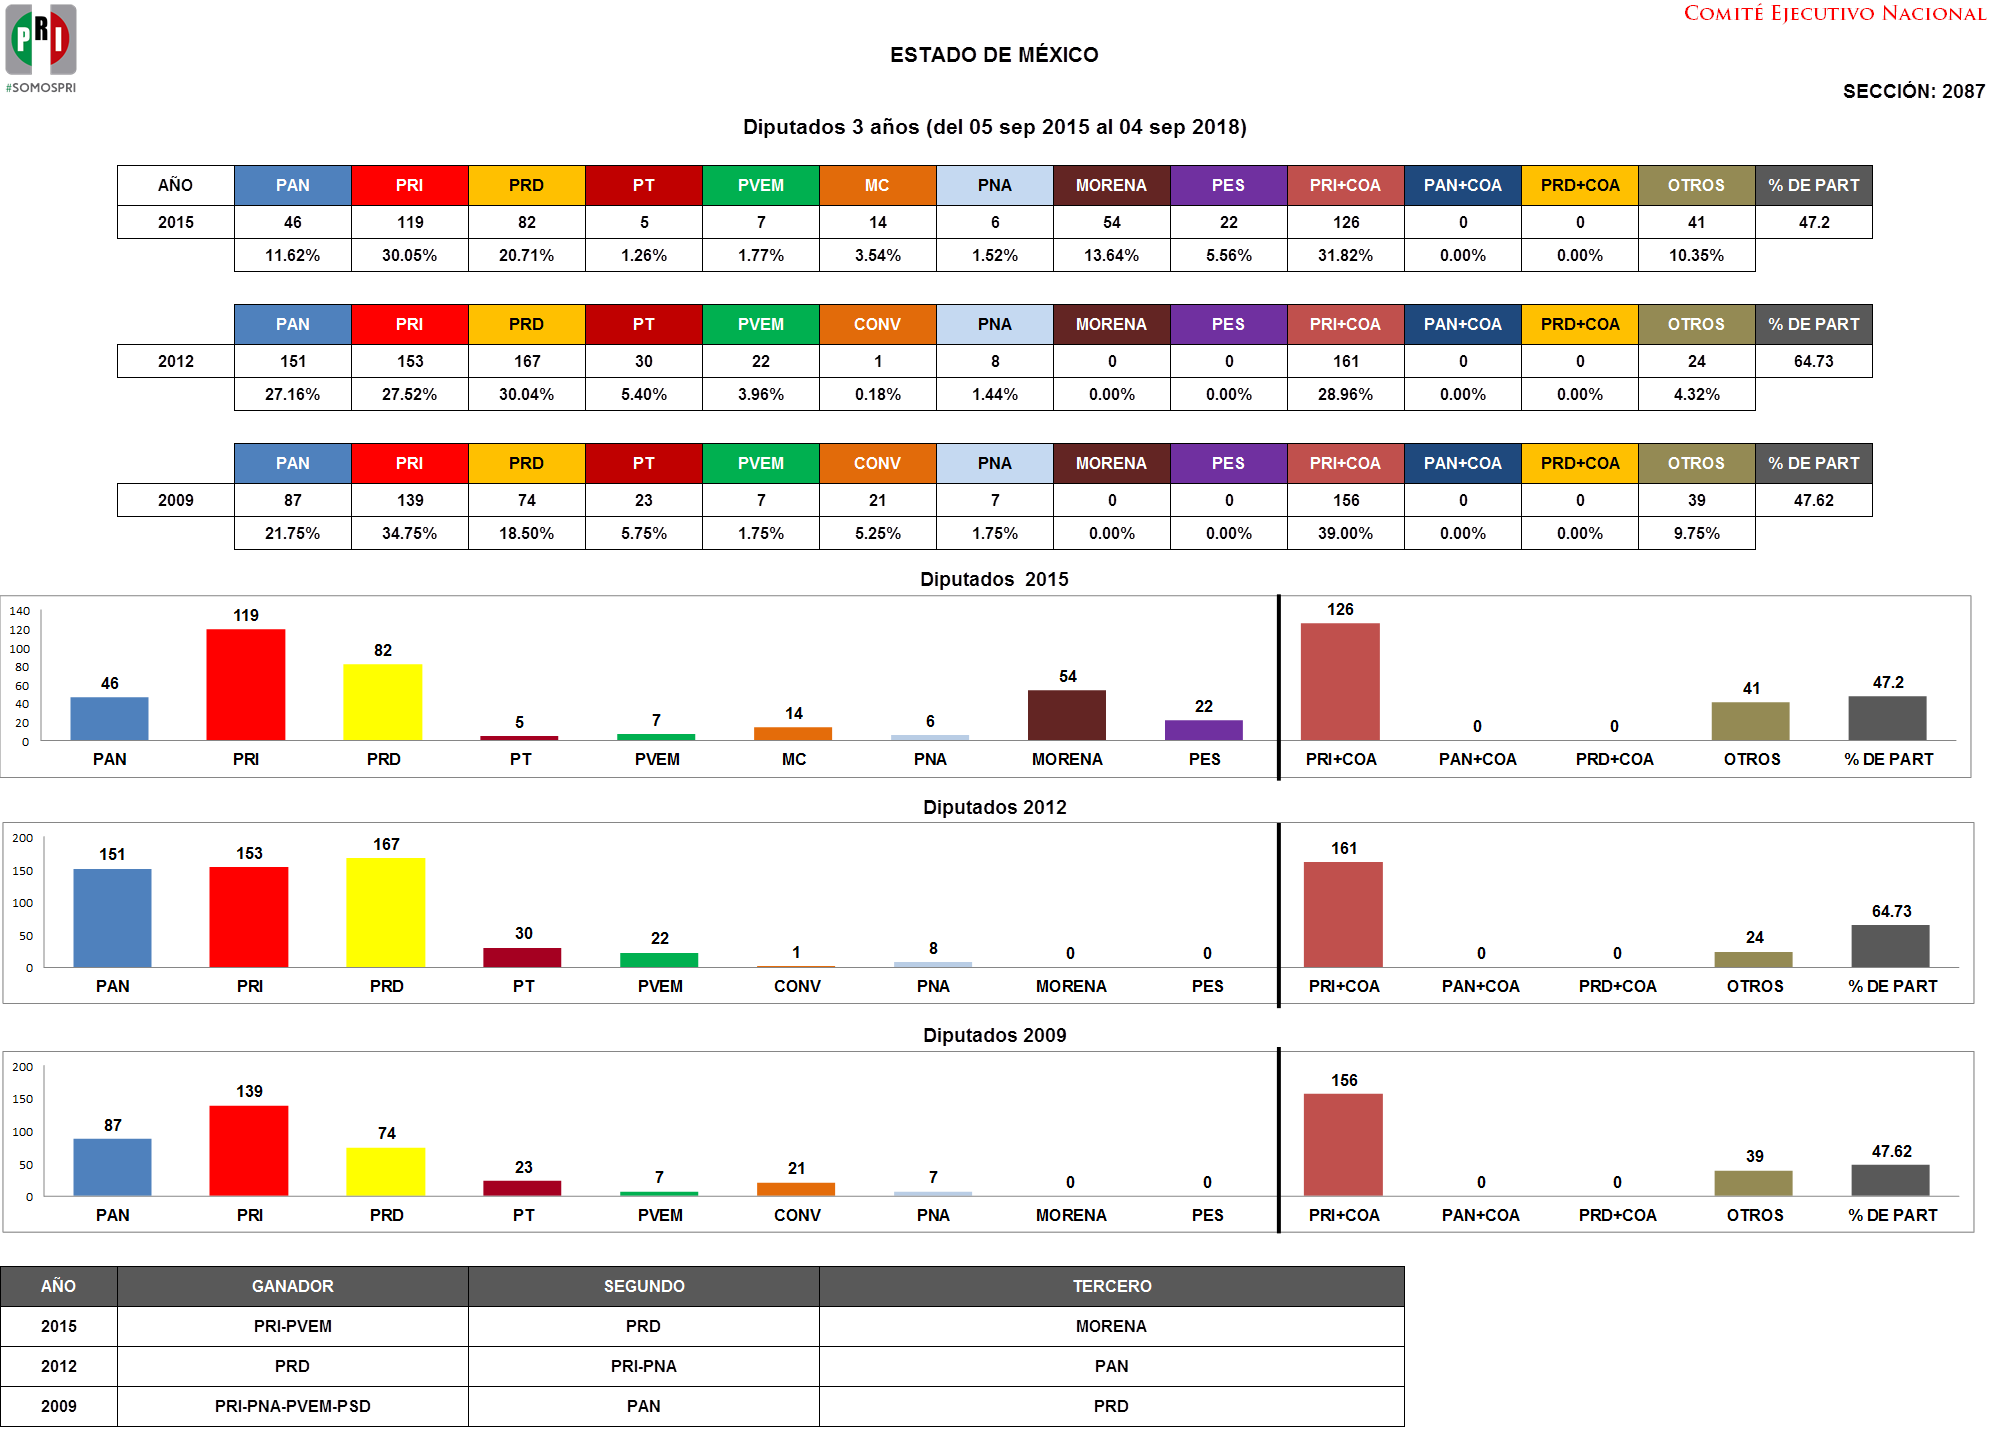 PRI
#SOMOSPRI
COMITÉ EJECUTIVO NACIONAL
ESTADO DE MÉXICO
SECCIÓN: 2087
Diputados 3 años (del 05 sep 2015 al 04 sep 2018)
AÑO PAN PRI PRD PT PVEM MC PNA MORENA PES PRI+COA PAN+COA PRD+COA OTROS % DE PART
2015 46 119 82 5 7 14 6 54 22 126 0 0 41 47.2
11.62% 30.05% 20.71% 1.26% 1.77% 3.54% 1.52% 13.64% 5.56% 31.82% 0.00% 0.00% 10.35%
PAN PRI PRD PT PVEM CONV PNA MORENA PES PRI+COA PAN+COA PRD+COA OTROS % DE PART
2012 151 153 167 30 22 1 8 0 0 161 0 0 24 64.73
27.16% 27.52% 30.04% 5.40% 3.96% 0.18% 1.44% 0.00% 0.00% 28.96% 0.00% 0.00% 4.32%
PAN PRI PRD PT PVEM CONV PNA MORENA PES PRI+COA PAN+COA PRD+COA OTROS % DE PART
2009 87 139 74 23 7 21 7 0 0 156 0 0 39 47.62
21.75% 34.75% 18.50% 5.75% 1.75% 5.25% 1.75% 0.00% 0.00% 39.00% 0.00% 0.00% 9.75%
Diputados 2015
140
120
100
80
60
40
20
0
46 119 82 5 7 14 6 54 22 126 0 0 41 47.2
PAN PRI PRD PT PVEM MC PNA MORENA PES PRI+COA PAN+COA PRD+COA OTROS % DE PART
Diputados 2012
200
150
100
50
0
151 153 167 30 22 1 8 0 0 161 0 0 24 64.73
PAN PRI PRD PT PVEM CONV PNA MORENA PES PRI+COA PAN+COA PRD+COA OTROS % DE PART
Diputados 2009
200
150
100
50
0
87 139 74 23 7 21 7 0 0 156 0 0 39 47.62
PAN PRI PRD PT PVEM CONV PNA MORENA PES PRI+COA PAN+COA PRD+COA OTROS % DE PART
AÑO GANADOR SEGUNDO TERCERO
2015 PRI-PVEM PRD MORENA
2012 PRD PRI-PNA PAN
2009 PRI-PNA-PVEM-PSD PAN PRD